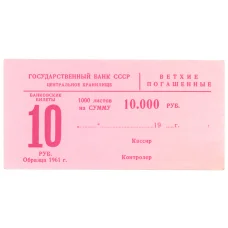 ГОСУДАРСТВЕННЫЙ БАНК СССР
ЦЕНТРАЛЬНОЕ ХРАНИЛИЩЕ
ВЕТХИЕ
ПОГАШЕННЫЕ
БАНКОВСКИЕ
БИЛЕТЫ
10
РУБ.
Образца 1961 г.
1000 листов
на СУММУ
10.000 РУБ.
„ “ 19 г.
Кассир
Контролер